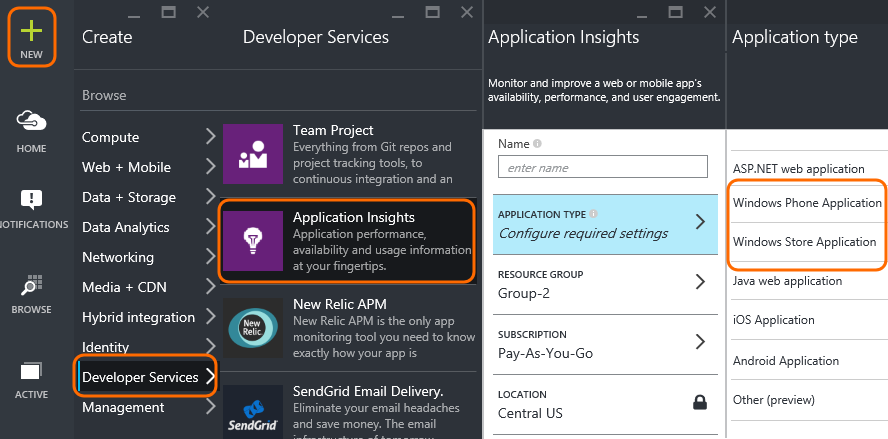 NEW
HOME
NOTIFICATIONS
BROWSE
ACTIVE
Create
Browse
Compute
Web + Mobile
Data + Storage
Data Analytics
Networking
Media + CDN
Hybrid integration
Identity
Developer Services
Management
Developer Services
Team Project
Everything from Git repos and
project tracking tools, to
continuous integration and an
Application Insights
Application performance,
availability and usage information
at your fingertips.
New
Relic.
New Relic APM
New Relic APM is the only app
monitoring tool you need to know
exactly how your app is
SendGrid
SendGrid Email Delivery.
Eliminate your email headaches
and save money. The email
infrastructure of tomorrow
Application Insights
Monitor and improve a web or mobile app's
availability, performance, and user engagement.
Name
enter name
APPLICATION TYPE
Configure required settings
RESOURCE GROUP
Group-2
SUBSCRIPTION
Pay-As-You-Go
LOCATION
Central US
Application type
ASP.NET web application
Windows Phone Application
Windows Store Application
Java web application
iOS Application
Android Application
Other (preview)